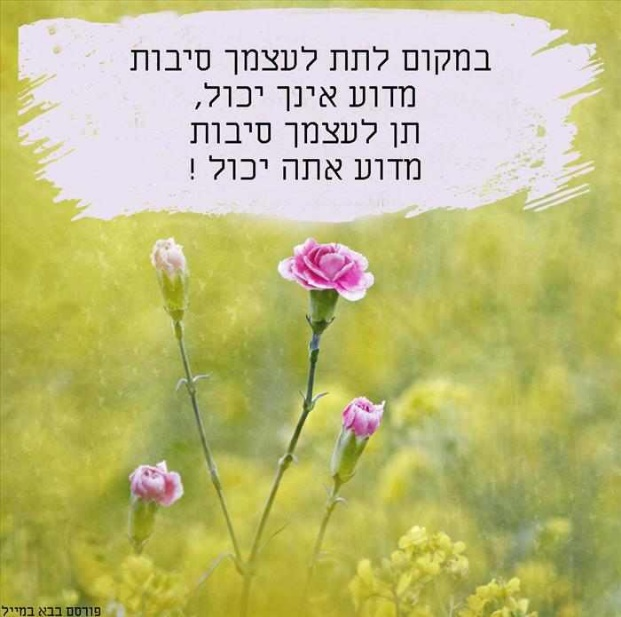 במקום לתת לעצמך סיבות
מדוע אינך יכול,
תן לעצמך סיבות
מדוע אתה יכול !
פורסם בבא במייל